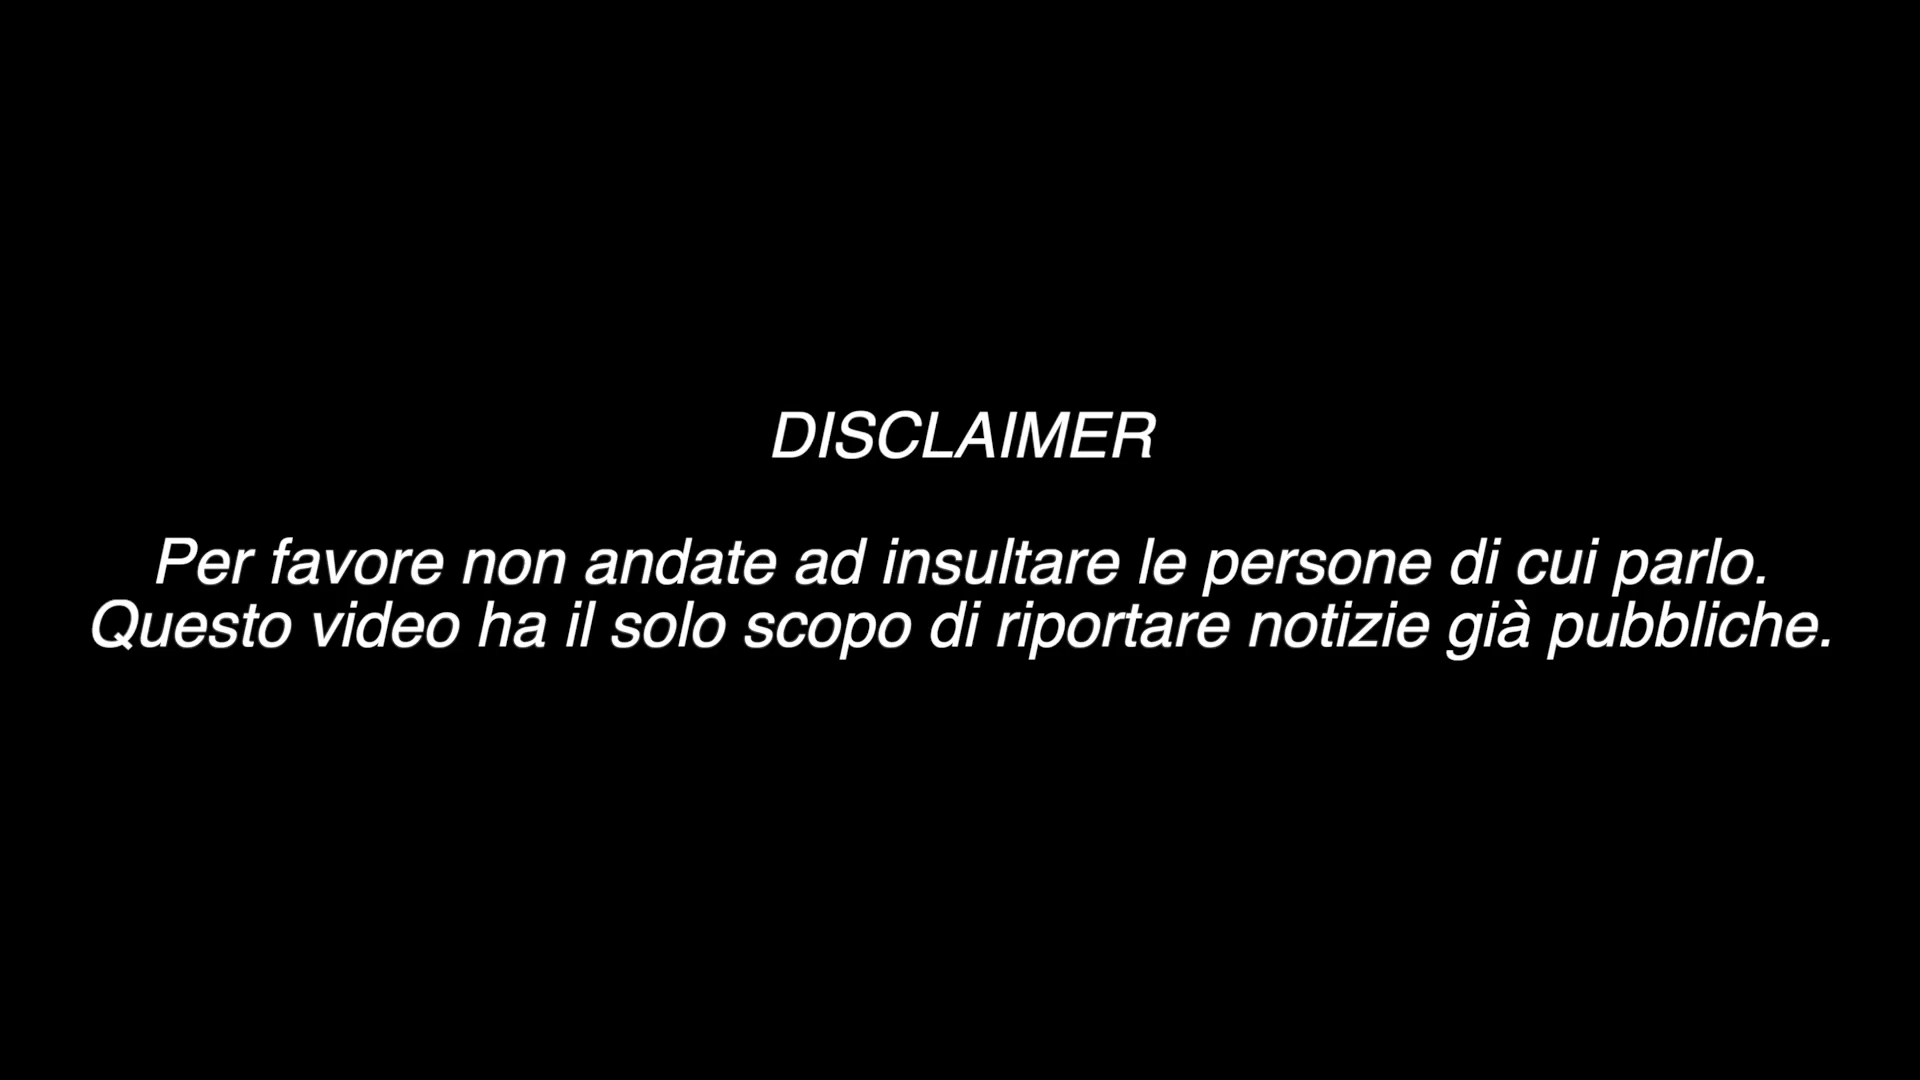 DISCLAIMER
Per favore non andate ad insultare le persone di cui parlo.
Questo video ha il solo scopo di riportare notizie già pubbliche.